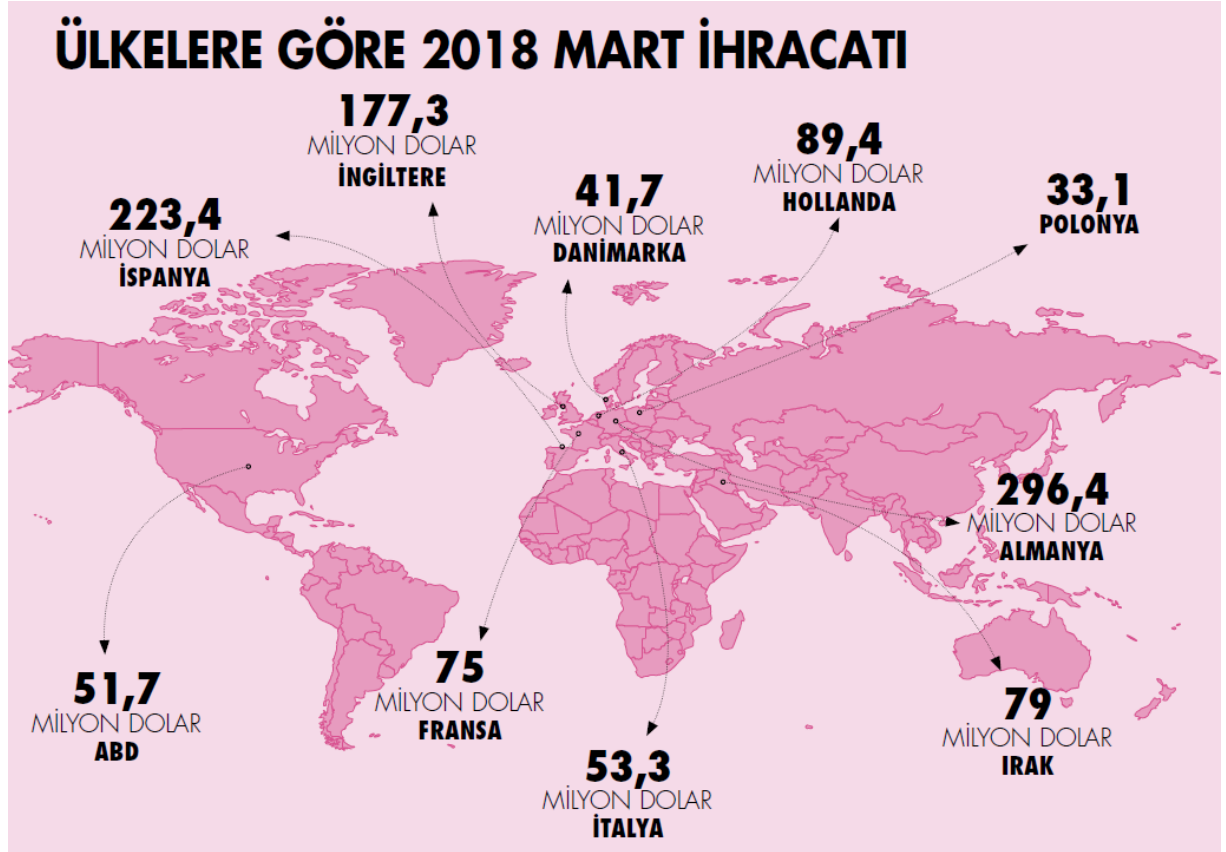 ÜLKELERE GÖRE 2018 MART İHRACATI
177,3
MİLYON DOLAR
İNGİLTERE
89,4
MİLYON DOLAR
HOLLANDA
41,7
MİLYON DOLAR
DANİMARKA
33,1
POLONYA
223,4
MİLYON DOLAR
İSPANYA
296,4
MİLYON DOLAR
ALMANYA
51,7
MİLYON DOLAR
ABD
75
MİLYON DOLAR
FRANSA
53,3
MİLYON DOLAR
İTALYA
79
MİLYON DOLAR
IRAK